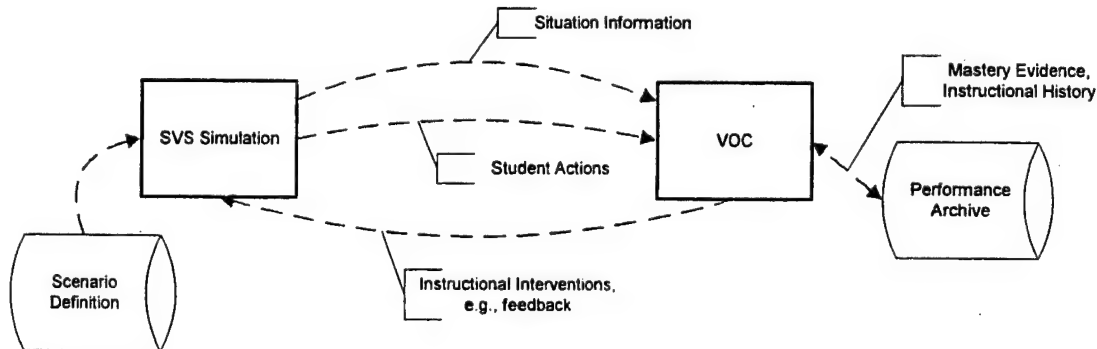 Situation Information
Mastery Evidence,
Instructional History
SVS Simulation
VOC
Student Actions
Performance
Archive
Scenario
Definition
Instructional Interventions,
e.g., feedback